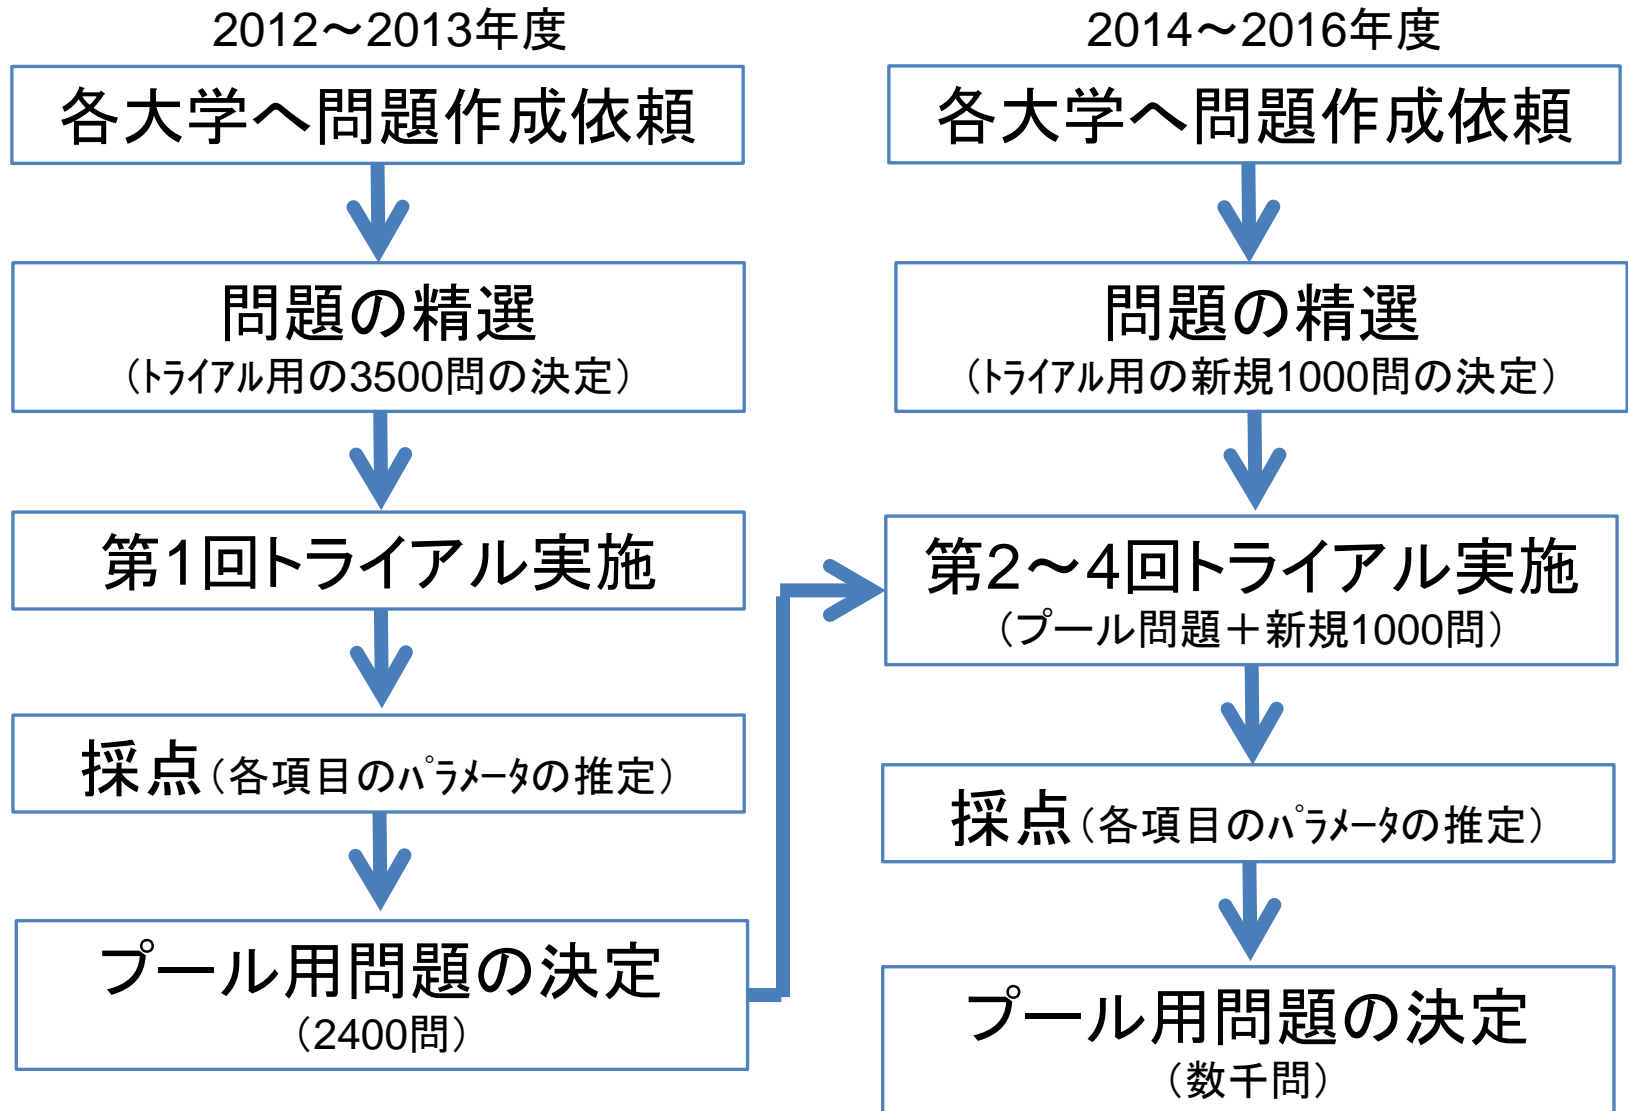 2012～2013年度
各大学へ問題作成依頼
問題の精選
（ﾄﾗｲｱﾙ用の3500問の決定）
第1回トライアル実施
採点（各項目のﾊﾟﾗﾒｰﾀの推定）
プール用問題の決定
（2400問）
2014～2016年度
各大学へ問題作成依頼
問題の精選
（ﾄﾗｲｱﾙ用の新規1000問の決定）
第2～4回トライアル実施
（プール問題＋新規1000問）
採点（各項目のﾊﾟﾗﾒｰﾀの推定）
プール用問題の決定
（数千問）